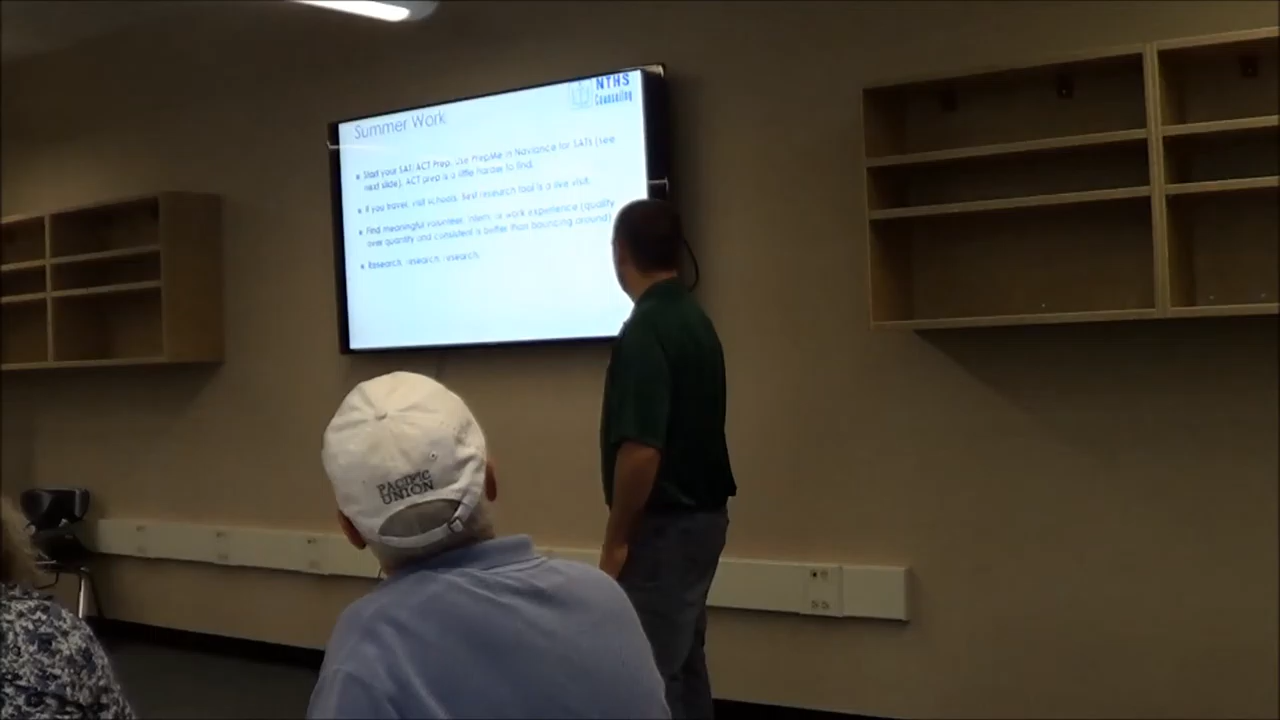 NTHS
Counseling
Summer Work
Start your SAT/ACT Prep. Use PrepMe in Naviance for SATs (see
next slide). ACT prep is a little harder to find.
If you travel, visit schools. Best research tool is a live visit.
Find meaningful volunteer, intern, or work experience (quality
over quantity and consistent is better than bouncing around)
Research, research, research.
PACIFIC
UNION